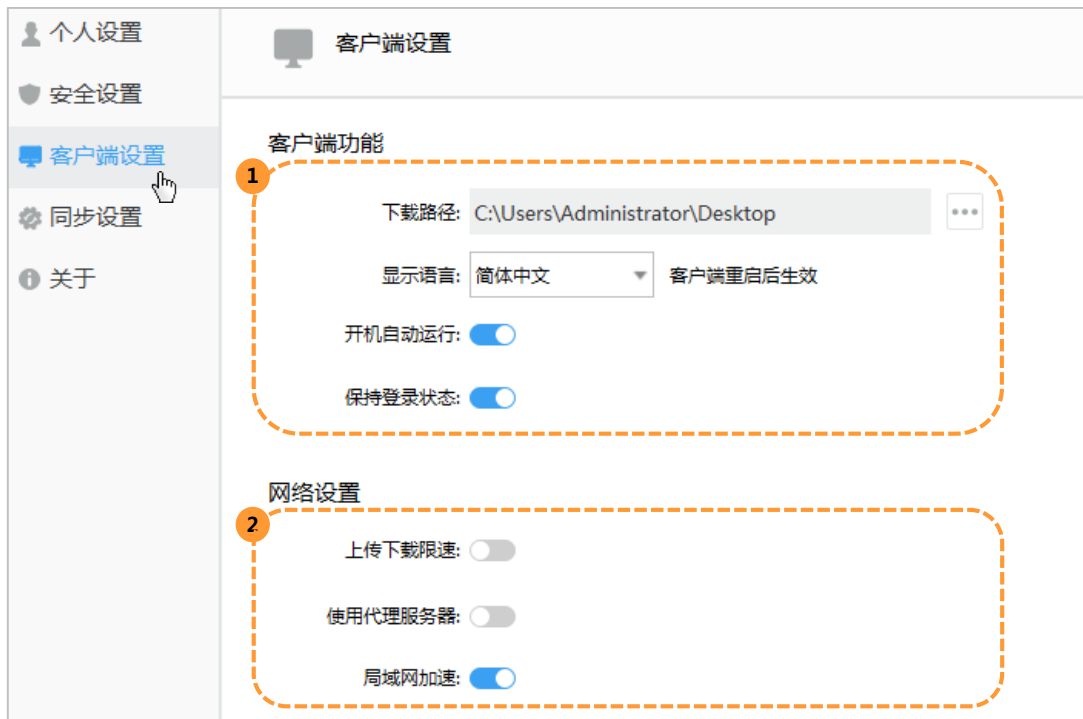 个人设置
安全设置
客户端设置
同步设置
关于
客户端设置
客户端功能
1
下载路径: C:\Users\Administrator\Desktop
显示语言: 简体中文 客户端重启后生效
开机自动运行:
保持登录状态:
网络设置
2
上传下载限速:
使用代理服务器:
局域网加速: